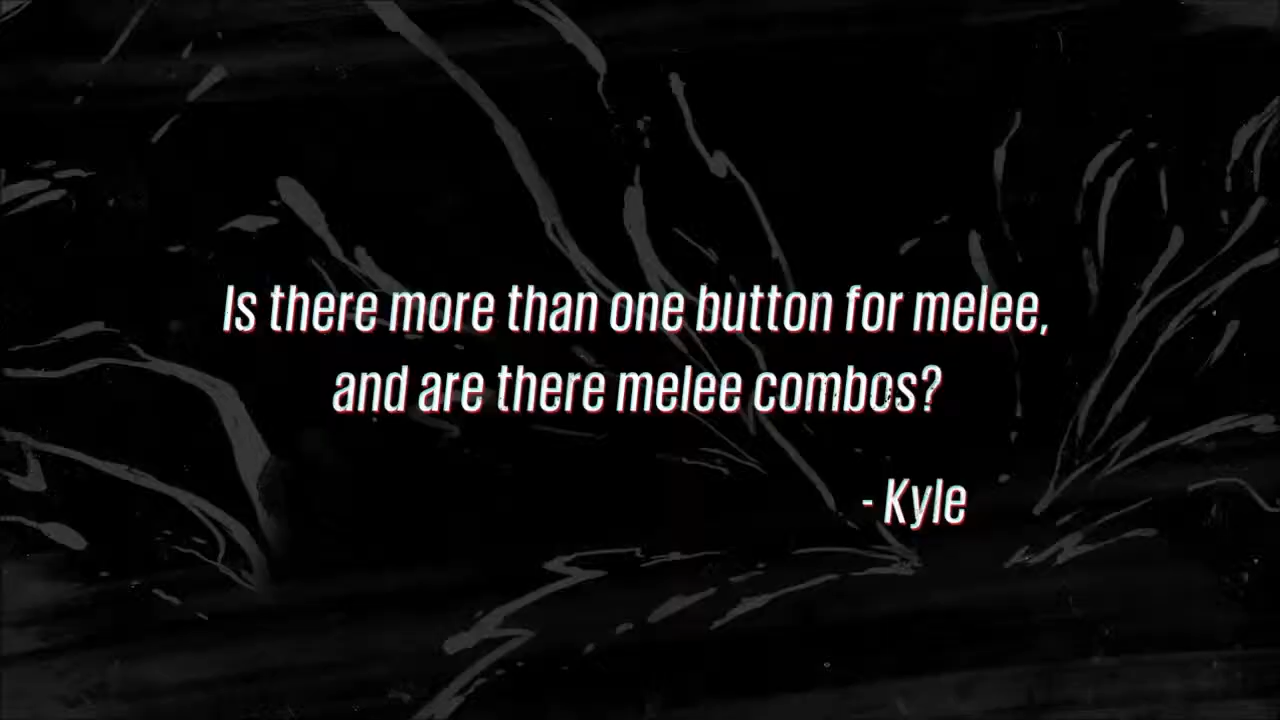 Is there more than one button for melee,
and are there melee combos?
- Kyle